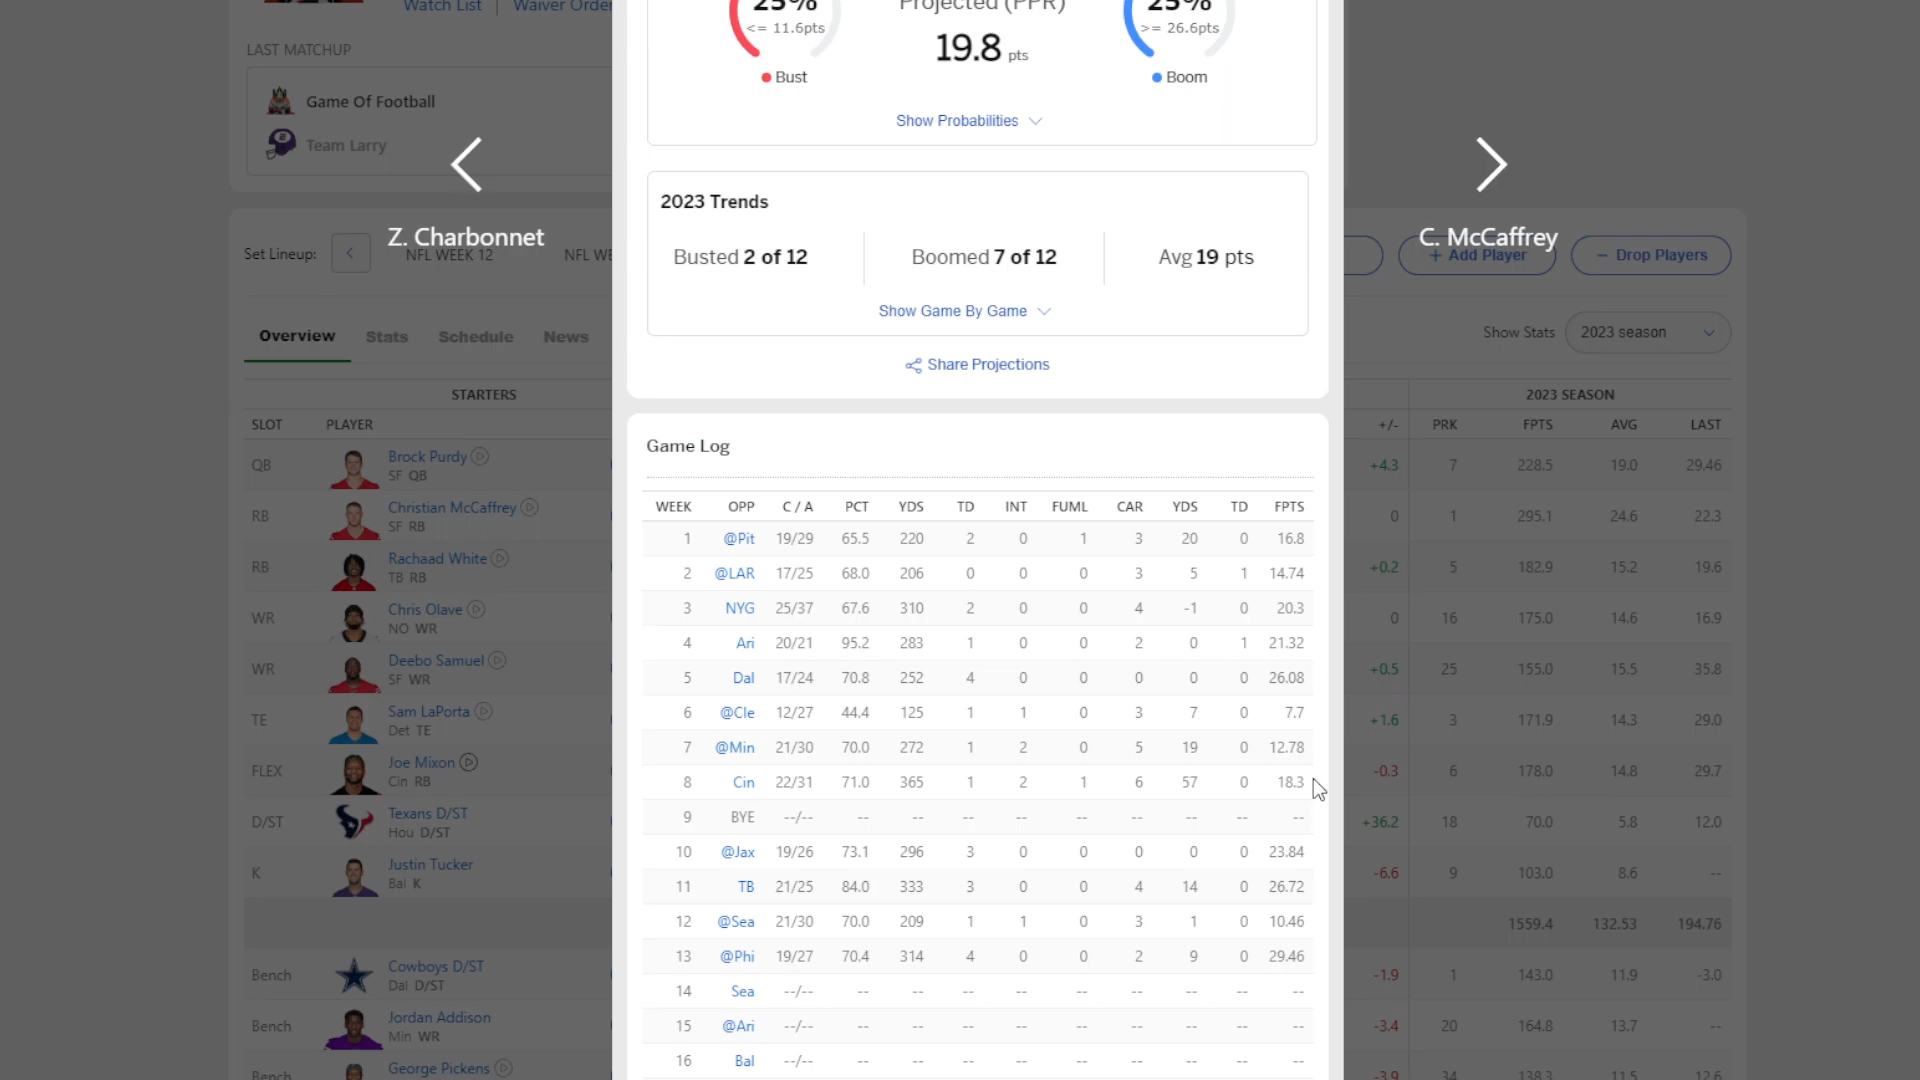 Watch List | Waiver Order
LAST MATCHUP
Game Of Football
Team Larry
Z. Charbonnet
C. McCaffrey
Set Lineup:
NFL WEEK 12
NFL WE
+ Add Player
− Drop Players
Overview
Stats
Schedule
News
Show Stats
2023 season
STARTERS
SLOT PLAYER
QB Brock Purdy
SF QB
RB Christian McCaffrey
SF RB
RB Rachaad White
TB RB
WR Chris Olave
NO WR
WR Deebo Samuel
SF WR
TE Sam LaPorta
Det TE
FLEX Joe Mixon
Cin RB
D/ST Texans D/ST
Hou D/ST
K Justin Tucker
Bal K
Bench Cowboys D/ST
Dal D/ST
Bench Jordan Addison
Min WR
Bench George Pickens
25% Projected (PPR) 25%
<= 11.6pts
19.8 pts
>= 26.6pts
Bust
Boom
Show Probabilities
2023 Trends
Busted 2 of 12
Boomed 7 of 12
Avg 19 pts
Show Game By Game
Share Projections
Game Log
WEEK OPP C / A PCT YDS TD INT FUML CAR YDS TD FPTS
1 @Pit 19/29 65.5 220 2 0 1 3 20 0 16.8
2 @LAR 17/25 68.0 206 0 0 0 3 5 1 14.74
3 NYG 25/37 67.6 310 2 0 0 4 -1 0 20.3
4 Ari 20/21 95.2 283 1 0 0 2 0 1 21.32
5 Dal 17/24 70.8 252 4 0 0 0 0 0 26.08
6 @Cle 12/27 44.4 125 1 1 0 3 7 0 7.7
7 @Min 21/30 70.0 272 1 2 0 5 19 0 12.78
8 Cin 22/31 71.0 365 1 2 1 6 57 0 18.3
9 BYE --/-- -- -- -- -- -- -- -- -- --
10 @Jax 19/26 73.1 296 3 0 0 0 0 0 23.84
11 TB 21/25 84.0 333 3 0 0 4 14 0 26.72
12 @Sea 21/30 70.0 209 1 1 0 3 1 0 10.46
13 @Phi 19/27 70.4 314 4 0 0 2 9 0 29.46
14 Sea --/-- -- -- -- -- -- -- -- -- --
15 @Ari --/-- -- -- -- -- -- -- -- -- --
16 Bal --/-- -- -- -- -- -- -- -- -- --
2023 SEASON
+/- PRK FPTS AVG LAST
+4.3 7 228.5 19.0 29.46
0 1 295.1 24.6 22.3
+0.2 5 182.9 15.2 19.6
0 16 175.0 14.6 16.9
+0.5 25 155.0 15.5 35.8
+1.6 3 171.9 14.3 29.0
-0.3 6 178.0 14.8 29.7
+36.2 18 70.0 5.8 12.0
-6.6 9 103.0 8.6 --
1559.4 132.53 194.76
-1.9 1 143.0 11.9 -3.0
-3.4 20 164.8 13.7 --
-3.9 34 138.3 11.5 12.6